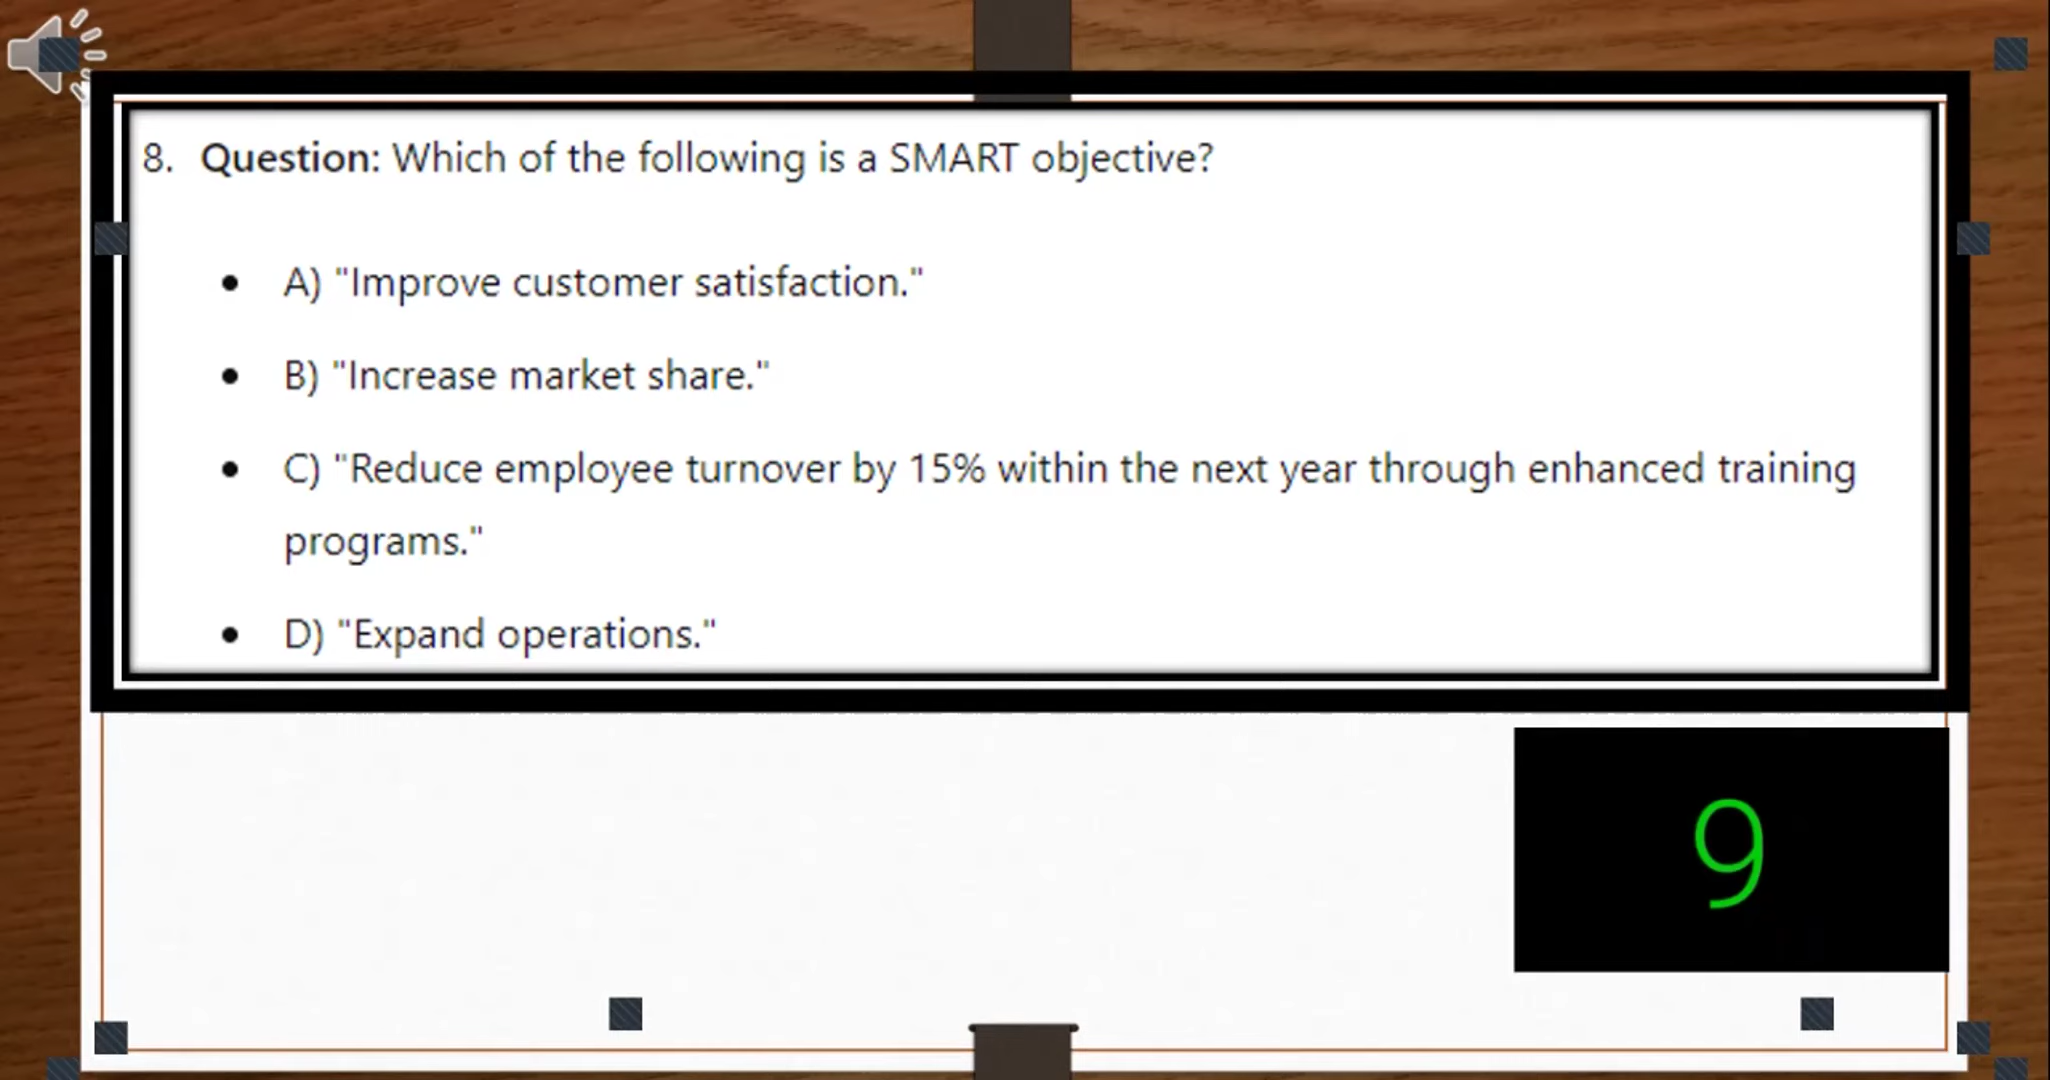 8. Question: Which of the following is a SMART objective?
• A) "Improve customer satisfaction."
• B) "Increase market share."
• C) "Reduce employee turnover by 15% within the next year through enhanced training
programs."
• D) "Expand operations."
9